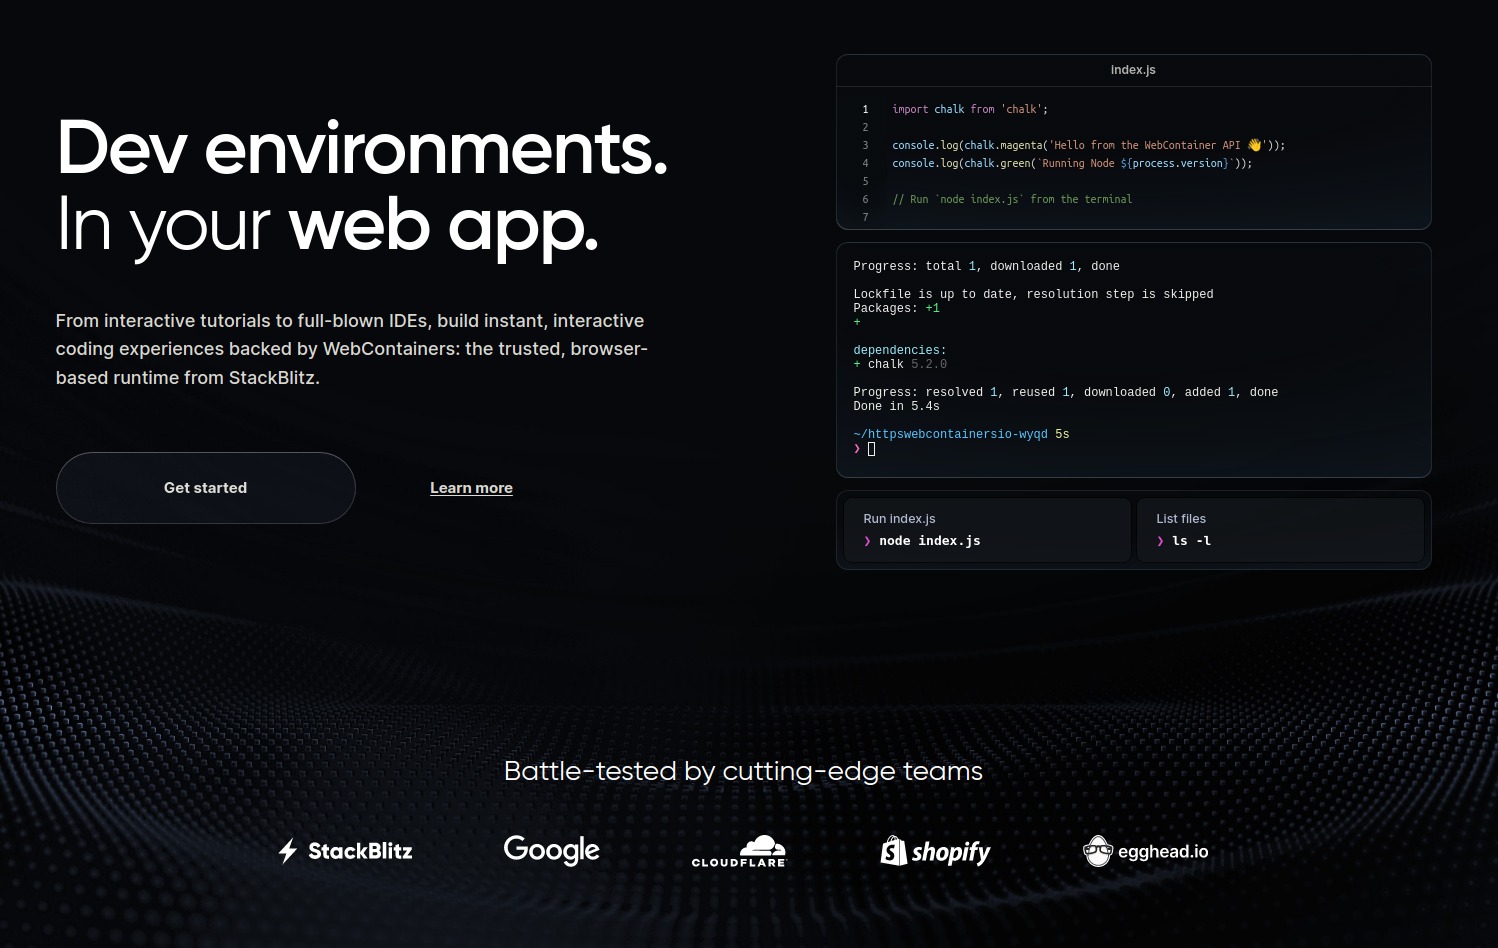 Dev environments.
In your web app.
From interactive tutorials to full-blown IDEs, build instant, interactive
coding experiences backed by WebContainers: the trusted, browser-
based runtime from StackBlitz.
Get started
Learn more
index.js
1 import chalk from 'chalk';
2
3 console.log(chalk.magenta('Hello from the WebContainer API 👋'));
4 console.log(chalk.green(`Running Node ${process.version}`));
5
6 // Run `node index.js` from the terminal
7
Progress: total 1, downloaded 1, done
Lockfile is up to date, resolution step is skipped
Packages: +1
+
dependencies:
+ chalk 5.2.0
Progress: resolved 1, reused 1, downloaded 0, added 1, done
Done in 5.4s
~/httpswebcontainersio-wyqd 5s
❯
Run index.js
❯ node index.js
List files
❯ ls -l
Battle-tested by cutting-edge teams
StackBlitz
Google
CLOUDFLARE
shopify
egghead.io